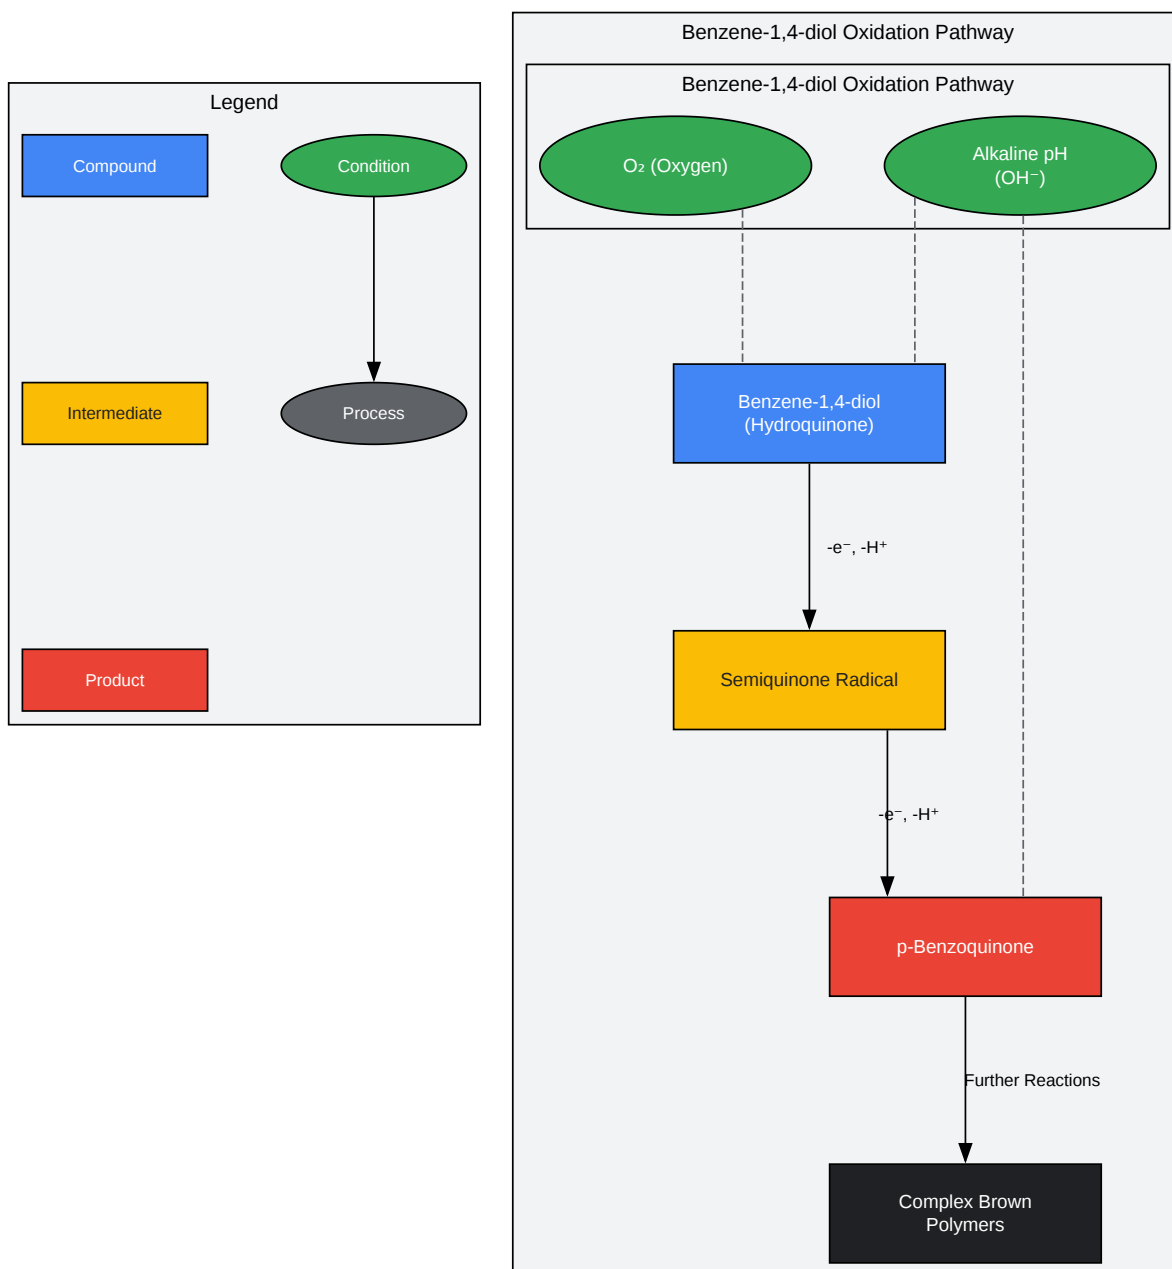 Legend
Compound
Condition
Intermediate
Process
Product
Benzene-1,4-diol Oxidation Pathway
Benzene-1,4-diol Oxidation Pathway
O₂ (Oxygen)
Alkaline pH
(OH⁻)
Benzene-1,4-diol
(Hydroquinone)
-e⁻, -H⁺
Semiquinone Radical
-e⁻, -H⁺
p-Benzoquinone
Further Reactions
Complex Brown
Polymers